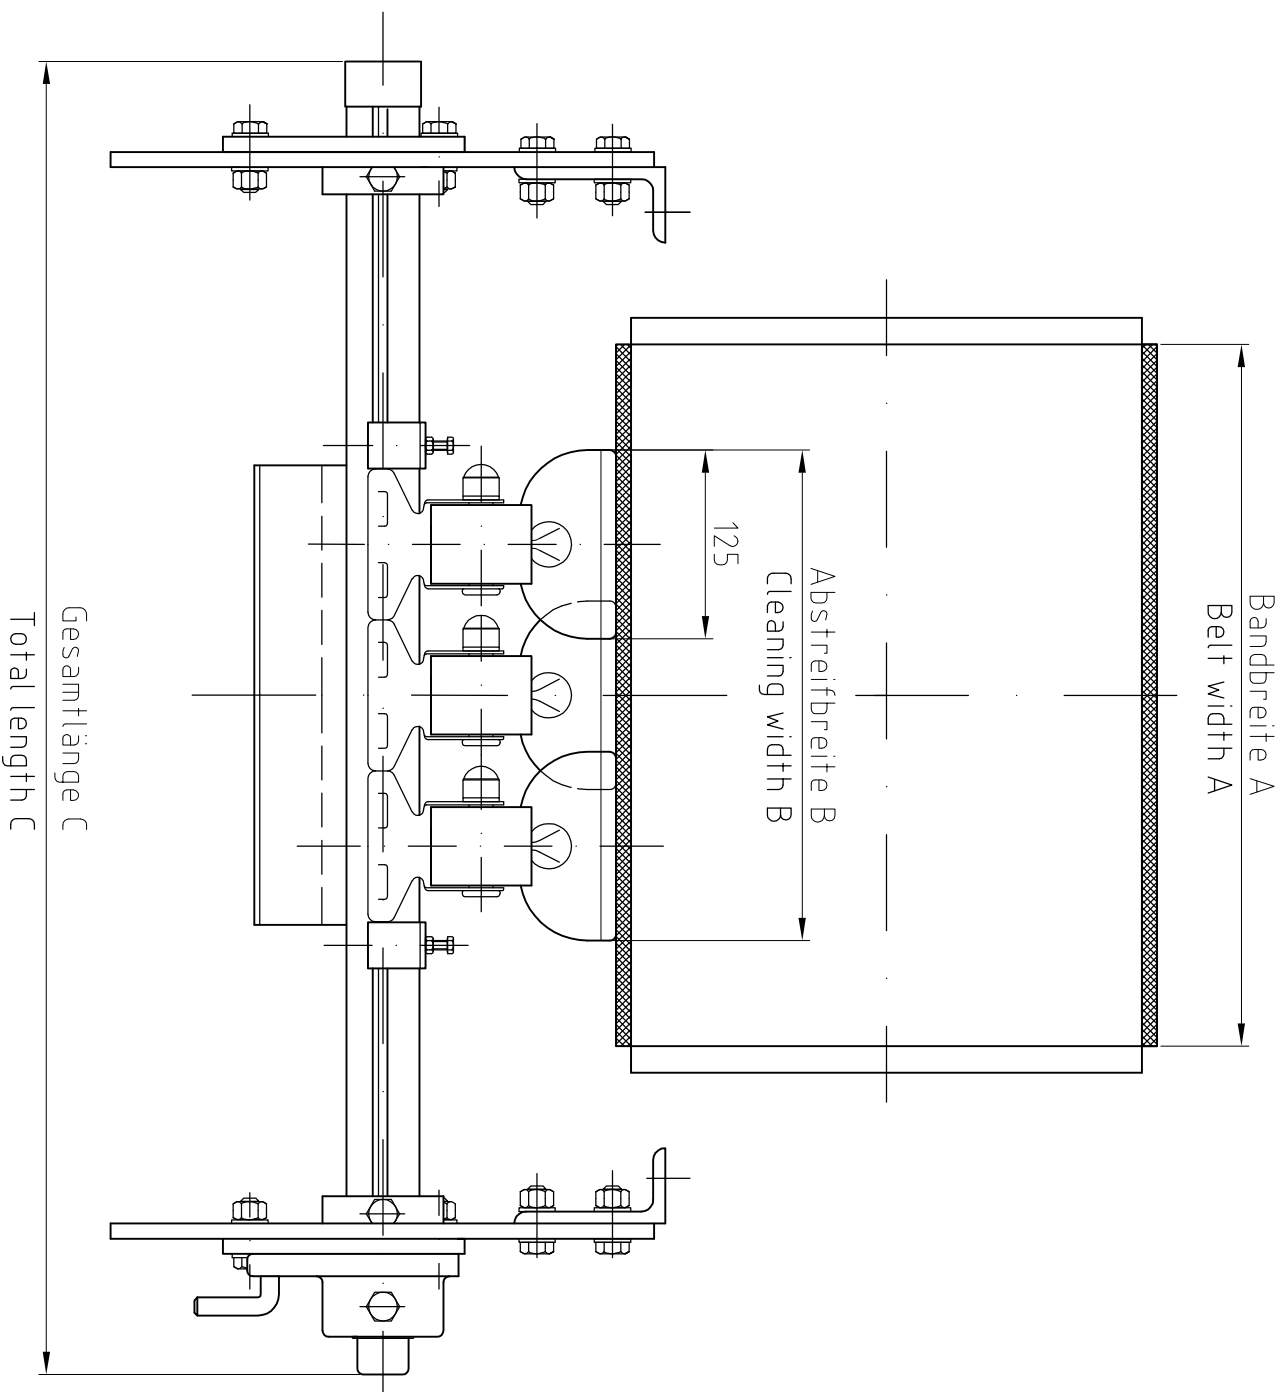 Bandbreite A
Belt width A
Abstreifbreite B
Cleaning width B
125
Gesamtlänge C
Total length C